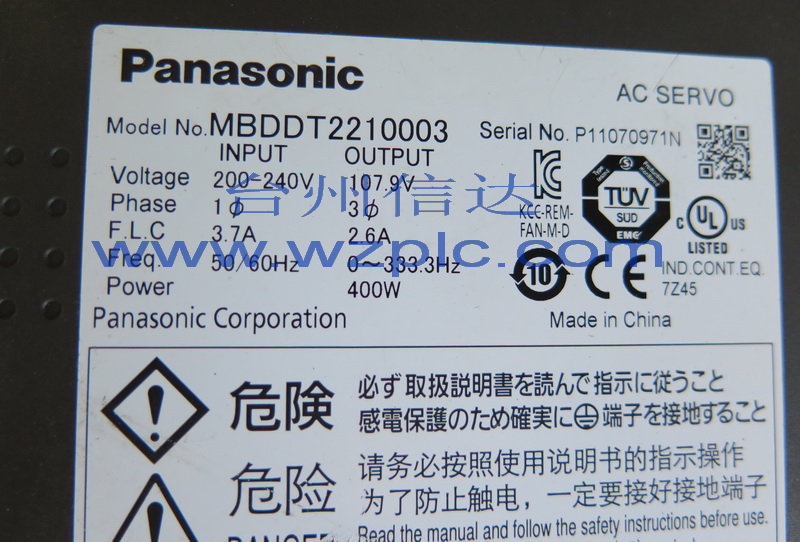 Panasonic
AC SERVO
Model No. MBDDT2210003 Serial No. P11070971N
INPUT OUTPUT
Voltage 200-240V 107.9V
Phase 1ϕ 3ϕ
F.L.C 3.7A 2.6A
Freq. 50/60Hz 0~333.3Hz
Power 400W
Panasonic Corporation
KCC-REM-
FAN-M-D
TÜV
SÜD
EMC
C UL US
LISTED
IND.CONT.EQ.
7Z45
10
CE
Made in China
台州信达
www.wzplc.com
危険
必ず取扱説明書を読んで指示に従うこと
感電保護のため確実に⏚端子を接地すること
危险
请务必按照使用说明书的指示操作
为了防止触电，一定要接好接地端子
DANGER
Read the manual and follow the safety instructions before use.